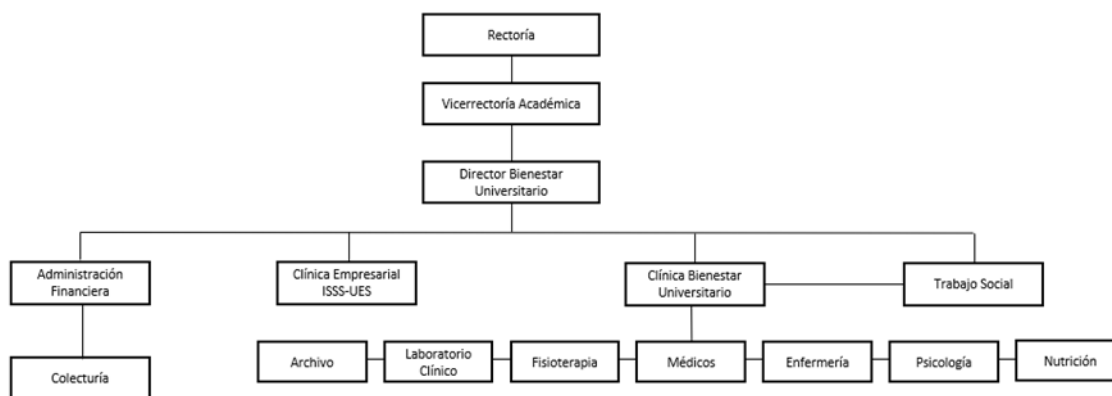 Rectoría
Vicerrectoría Académica
Director Bienestar
Universitario
Administración
Financiera
Clínica Empresarial
ISSS-UES
Clínica Bienestar
Universitario
Trabajo Social
Colecturía
Archivo
Laboratorio
Clínico
Fisioterapia
Médicos
Enfermería
Psicología
Nutrición